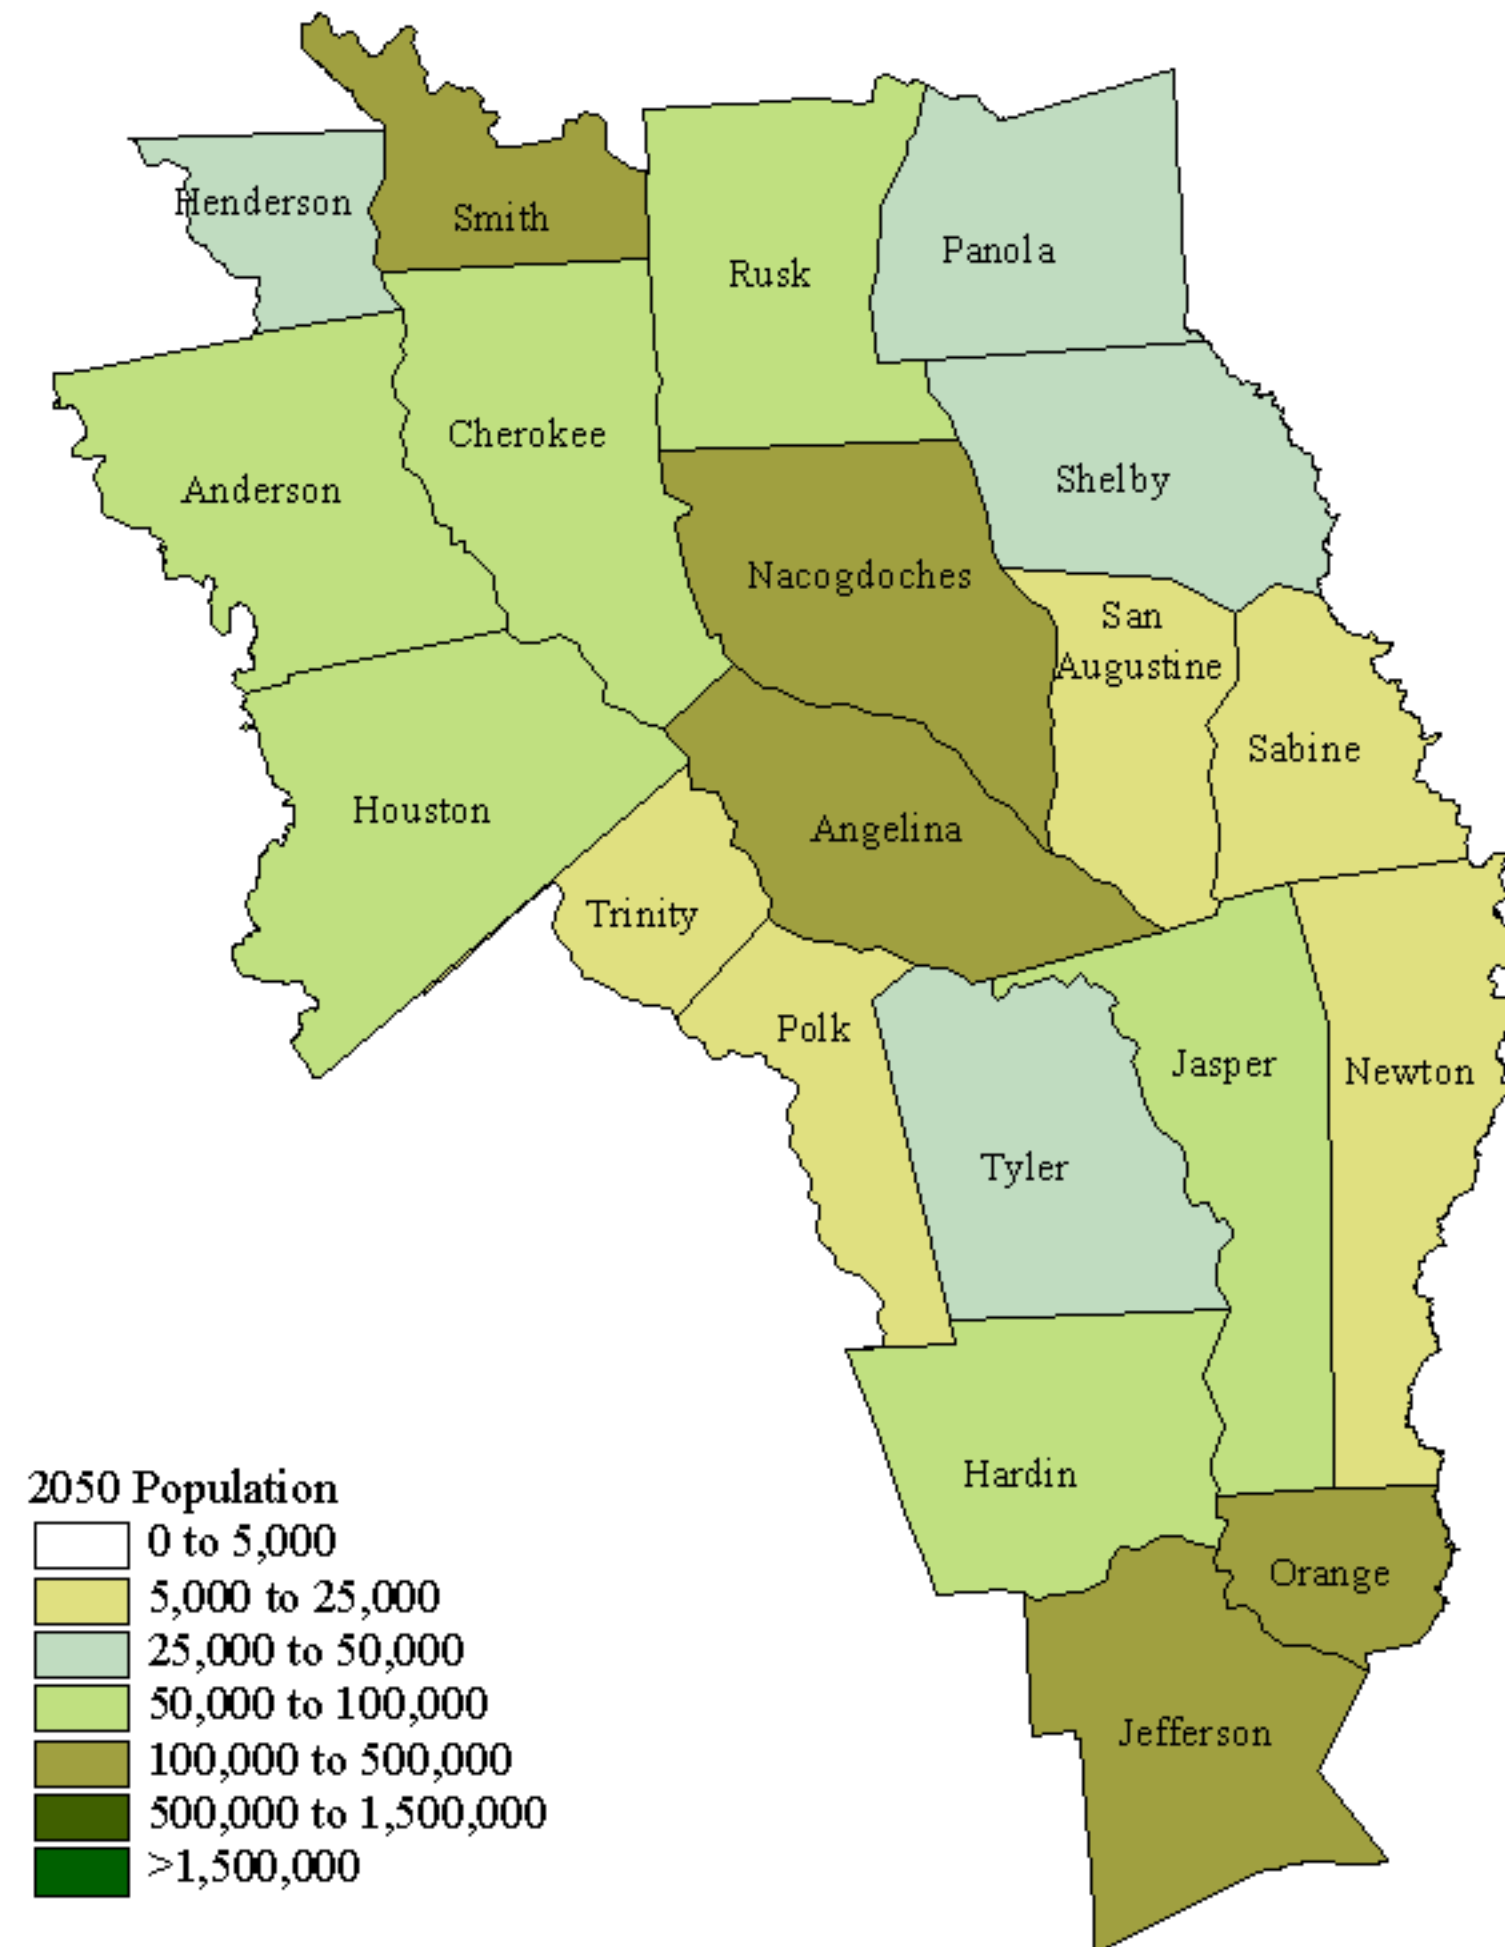 Henderson
Smith
Rusk
Panola
Cherokee
Anderson
Shelby
Nacogdoches
San
Augustine
Sabine
Houston
Angelina
Trinity
Polk
Jasper
Newton
Tyler
Hardin
Orange
Jefferson
2050 Population
0 to 5,000
5,000 to 25,000
25,000 to 50,000
50,000 to 100,000
100,000 to 500,000
500,000 to 1,500,000
>1,500,000